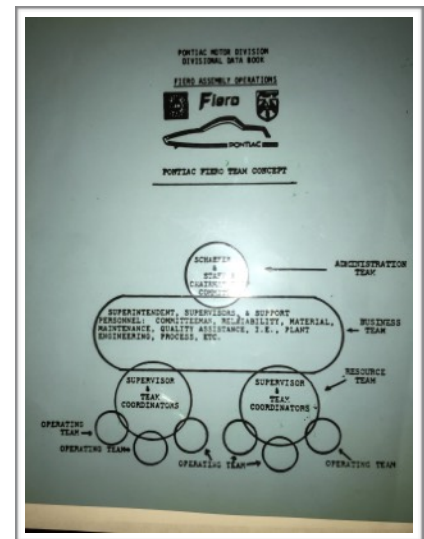 PONTIAC MOTOR DIVISION
DIVISIONAL DATA BOOK
FIERO ASSEMBLY OPERATIONS
Fiero
PONTIAC
PONTIAC FIERO TEAM CONCEPT
SCHAEFER
&
STAFF &
CHAIRMAN
COMMITTEE
ADMINISTRATION
TEAM
SUPERINTENDENT, SUPERVISORS, & SUPPORT
PERSONNEL: COMMITTEEMAN, RELIABILITY, MATERIAL,
MAINTENANCE, QUALITY ASSISTANCE, I.E., PLANT
ENGINEERING, PROCESS, ETC.
BUSINESS
TEAM
SUPERVISOR
&
TEAM
COORDINATORS
SUPERVISOR
&
TEAM
COORDINATORS
RESOURCE
TEAM
OPERATING
TEAM
OPERATING TEAM
OPERATING TEAM
OPERATING TEAM